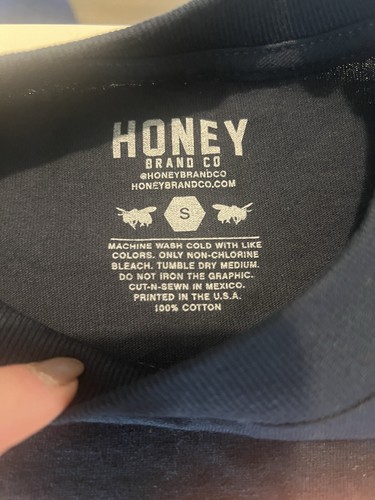 HONEY
BRAND CO
@HONEYBRANDCO
HONEYBRANDCO.COM
S
MACHINE WASH COLD WITH LIKE
COLORS. ONLY NON-CHLORINE
BLEACH. TUMBLE DRY MEDIUM.
DO NOT IRON THE GRAPHIC.
CUT-N-SEWN IN MEXICO.
PRINTED IN THE U.S.A.
100% COTTON